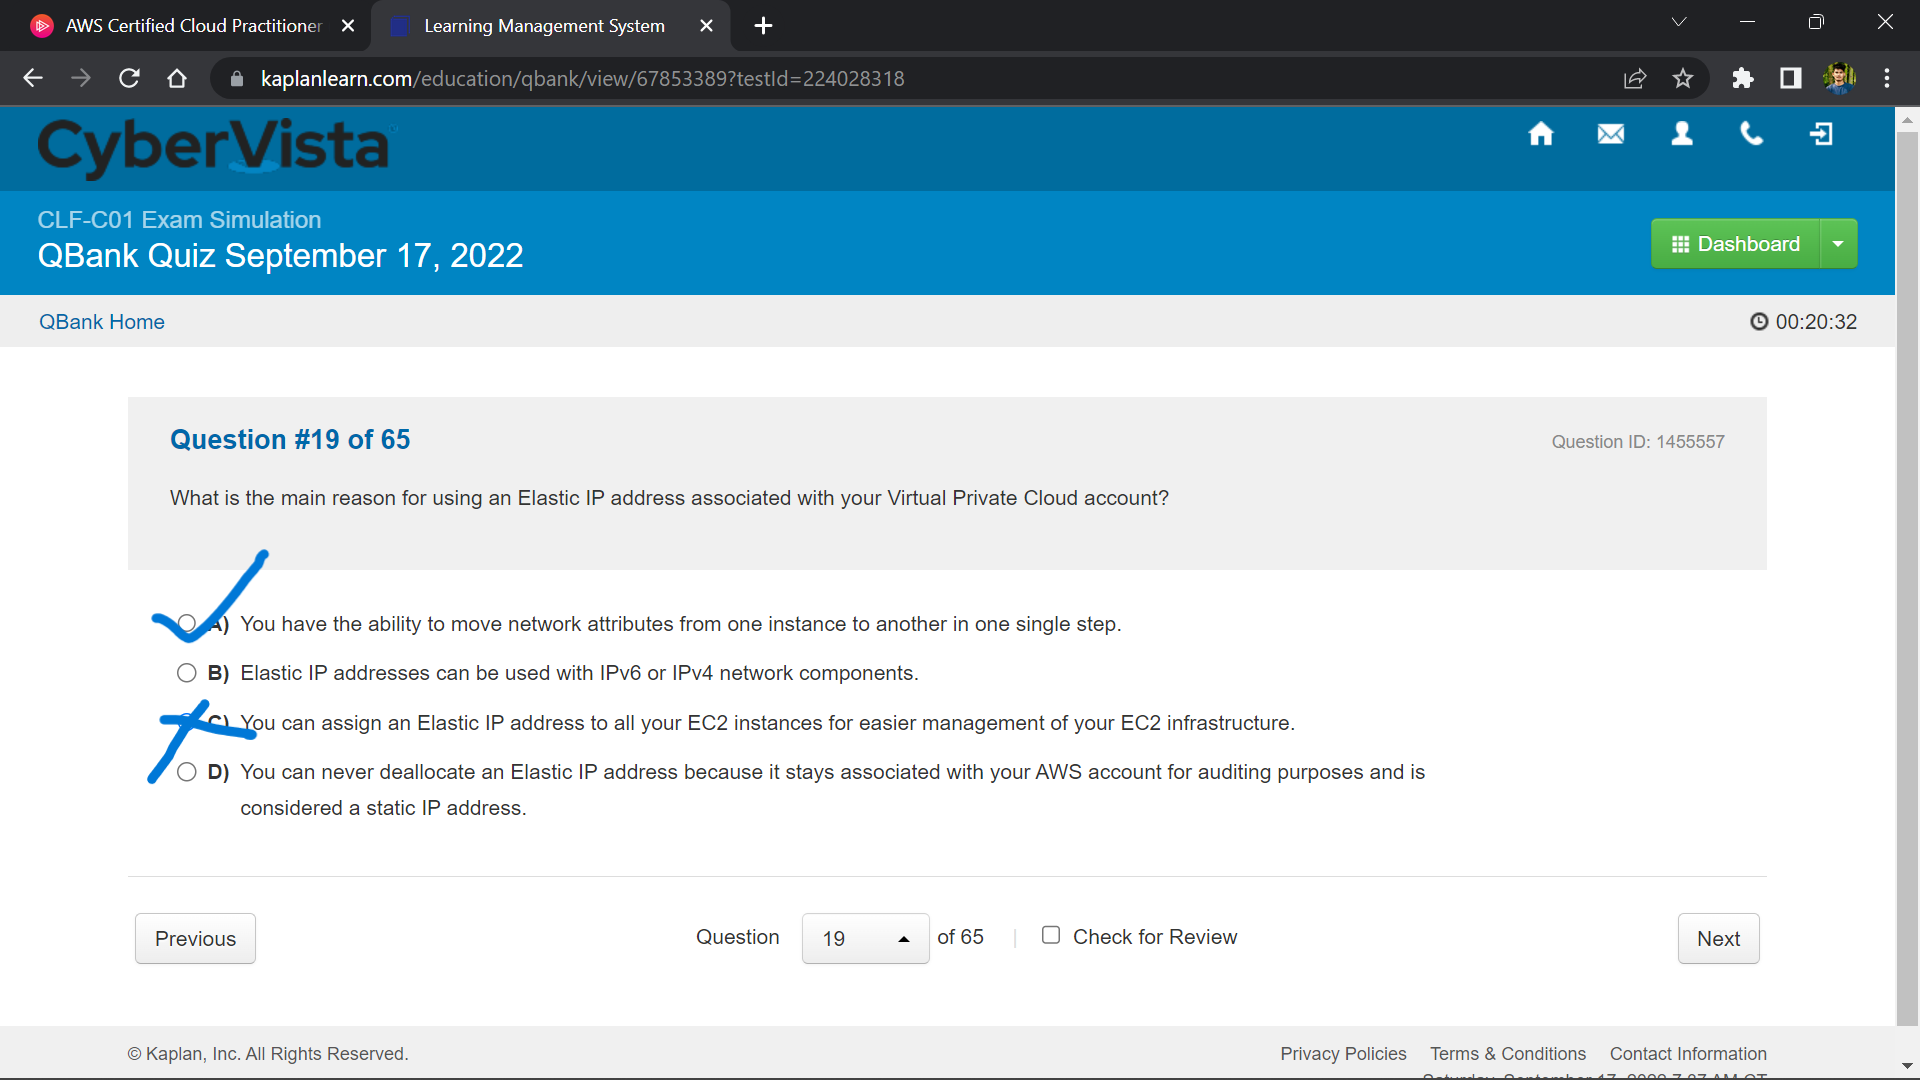 AWS Certified Cloud Practitioner
Learning Management System
kaplanlearn.com/education/qbank/view/67853389?testId=224028318
CyberVista
CLF-C01 Exam Simulation
QBank Quiz September 17, 2022
Dashboard
QBank Home
00:20:32
Question #19 of 65
Question ID: 1455557
What is the main reason for using an Elastic IP address associated with your Virtual Private Cloud account?
A) You have the ability to move network attributes from one instance to another in one single step.
B) Elastic IP addresses can be used with IPv6 or IPv4 network components.
C) You can assign an Elastic IP address to all your EC2 instances for easier management of your EC2 infrastructure.
D) You can never deallocate an Elastic IP address because it stays associated with your AWS account for auditing purposes and is
considered a static IP address.
Previous
Question 19 of 65 | Check for Review
Next
© Kaplan, Inc. All Rights Reserved.
Privacy Policies Terms & Conditions Contact Information